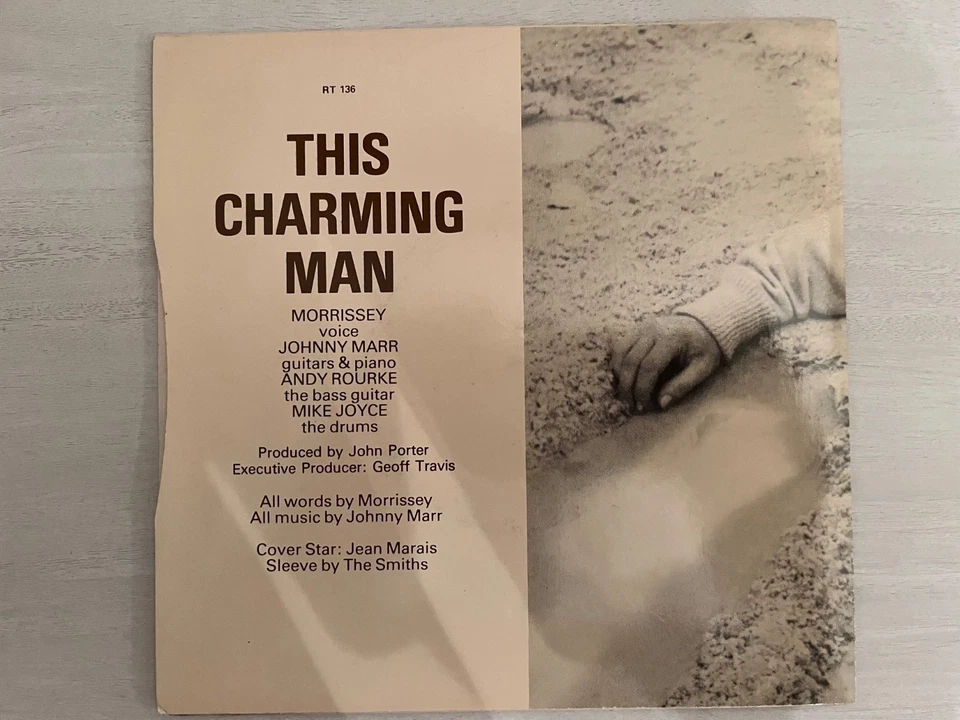 RT 136
THIS
CHARMING
MAN
MORRISSEY
voice
JOHNNY MARR
guitars & piano
ANDY ROURKE
the bass guitar
MIKE JOYCE
the drums
Produced by John Porter
Executive Producer: Geoff Travis
All words by Morrissey
All music by Johnny Marr
Cover Star: Jean Marais
Sleeve by The Smiths